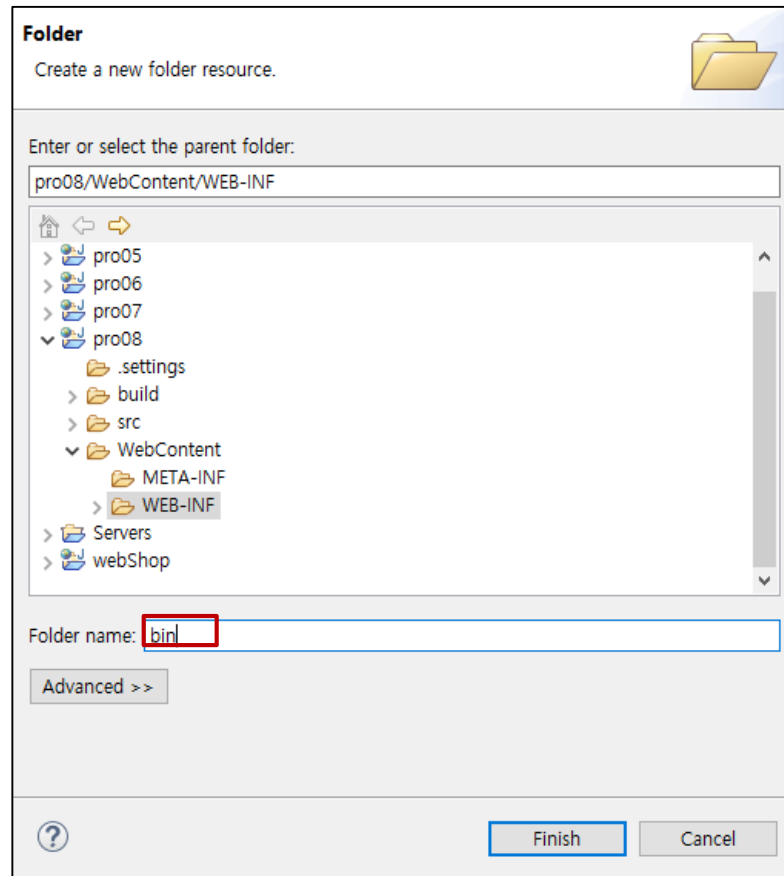 Folder
Create a new folder resource.
Enter or select the parent folder:
pro08/WebContent/WEB-INF
pro05
pro06
pro07
pro08
.settings
build
src
WebContent
META-INF
WEB-INF
Servers
webShop
Folder name: bin
Advanced >>
Finish Cancel